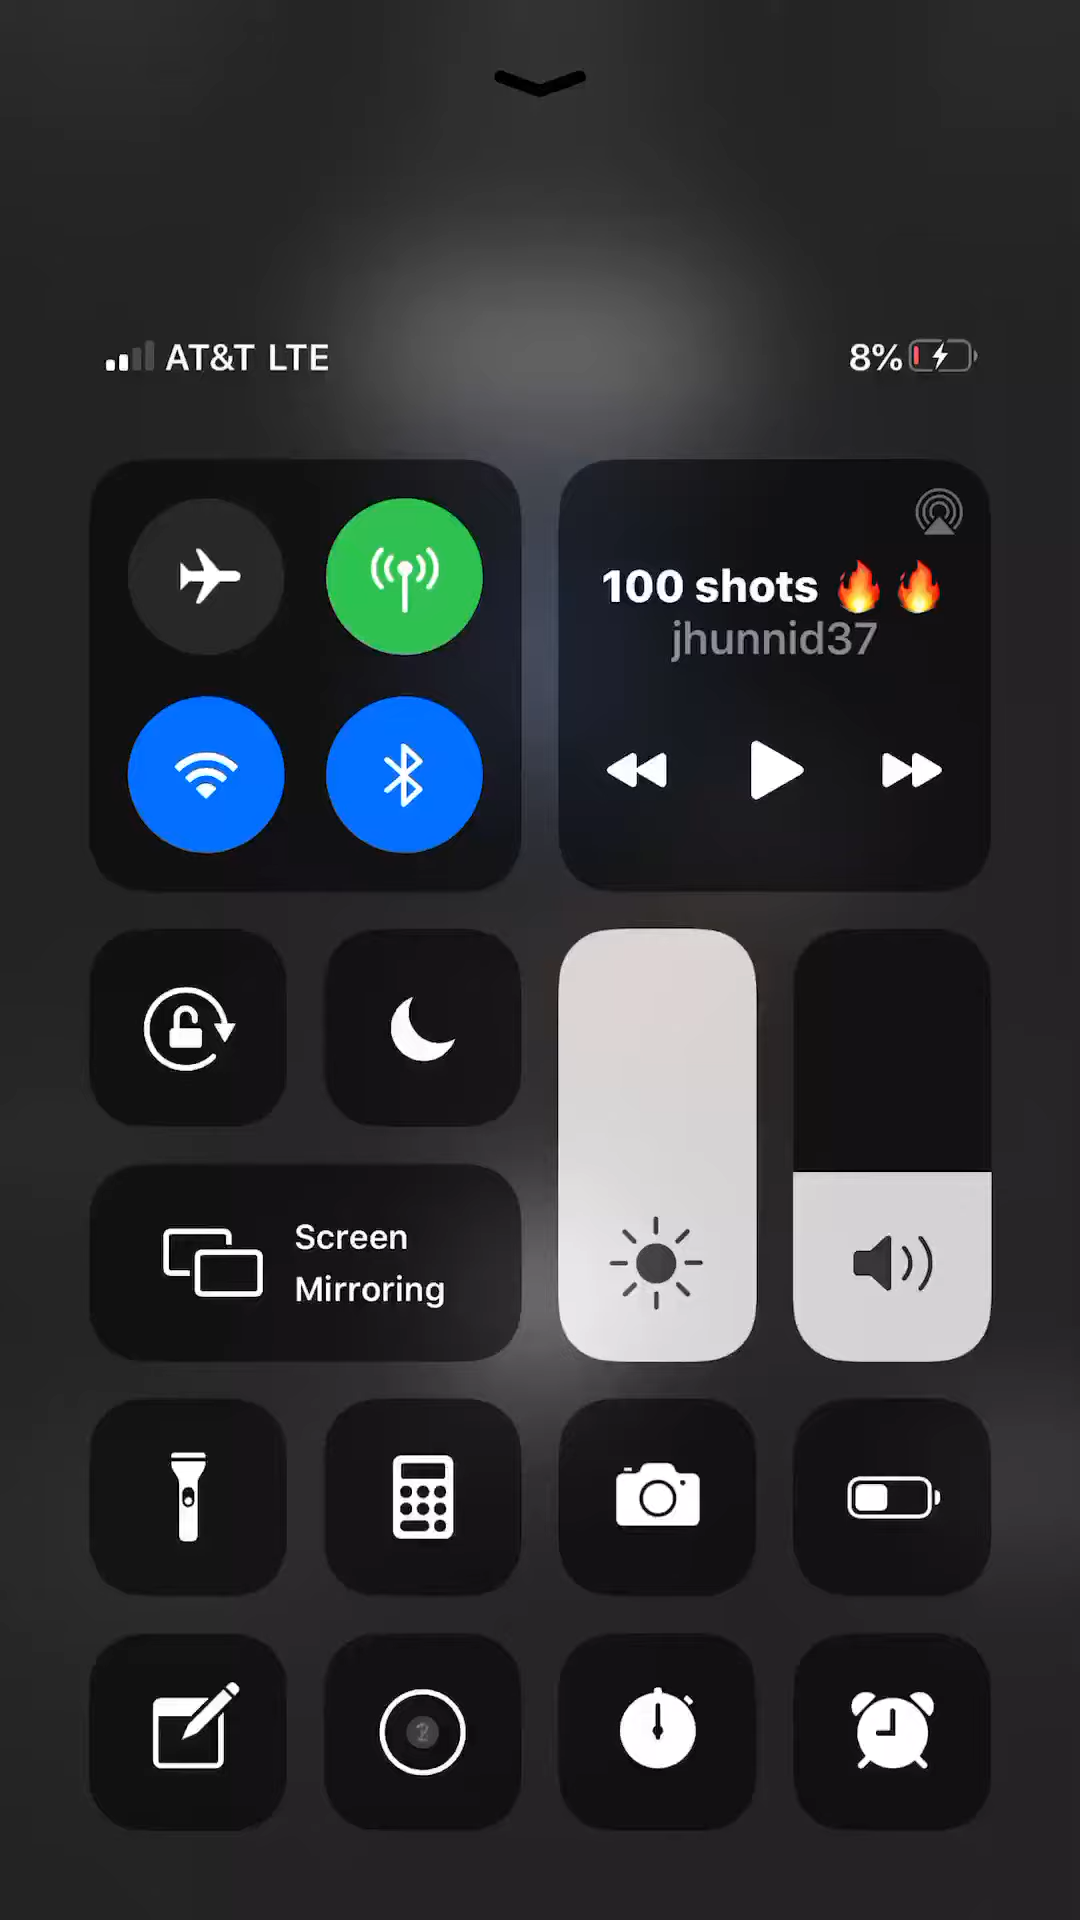 AT&T LTE
8%
100 shots 🔥 🔥
jhunnid37
Screen
Mirroring